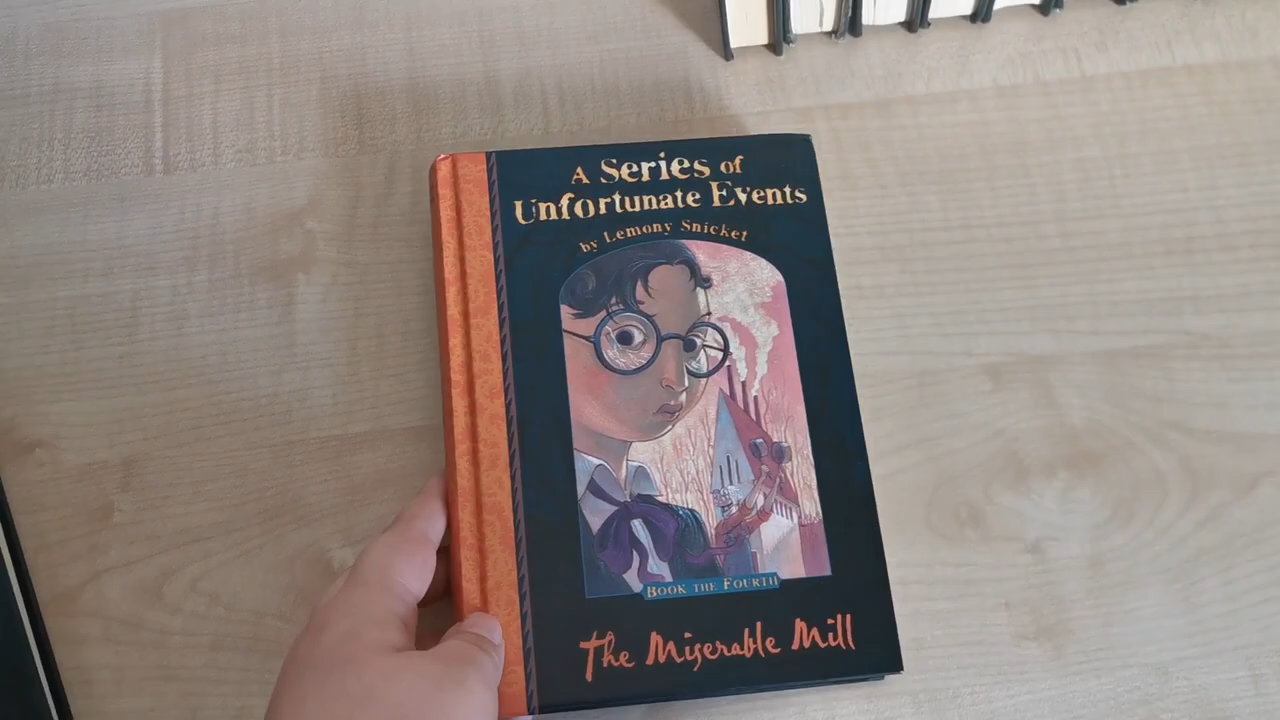 A Series of
Unfortunate Events
by Lemony Snicket
Book the Fourth
The Miserable Mill